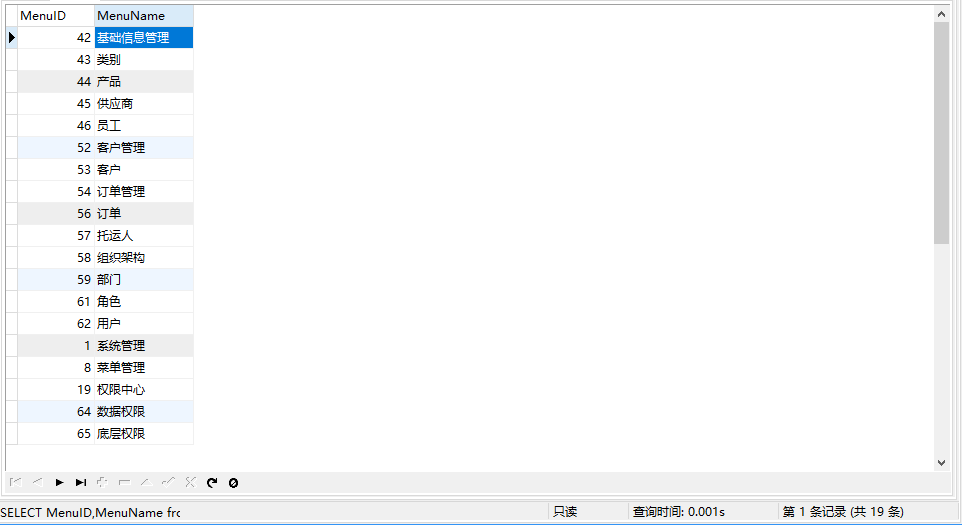 MenuID MenuName
42 基础信息管理
43 类别
44 产品
45 供应商
46 员工
52 客户管理
53 客户
54 订单管理
56 订单
57 托运人
58 组织架构
59 部门
61 角色
62 用户
1 系统管理
8 菜单管理
19 权限中心
64 数据权限
65 底层权限
SELECT MenuID,MenuName frc 只读 查询时间: 0.001s 第 1 条记录 (共 19 条)